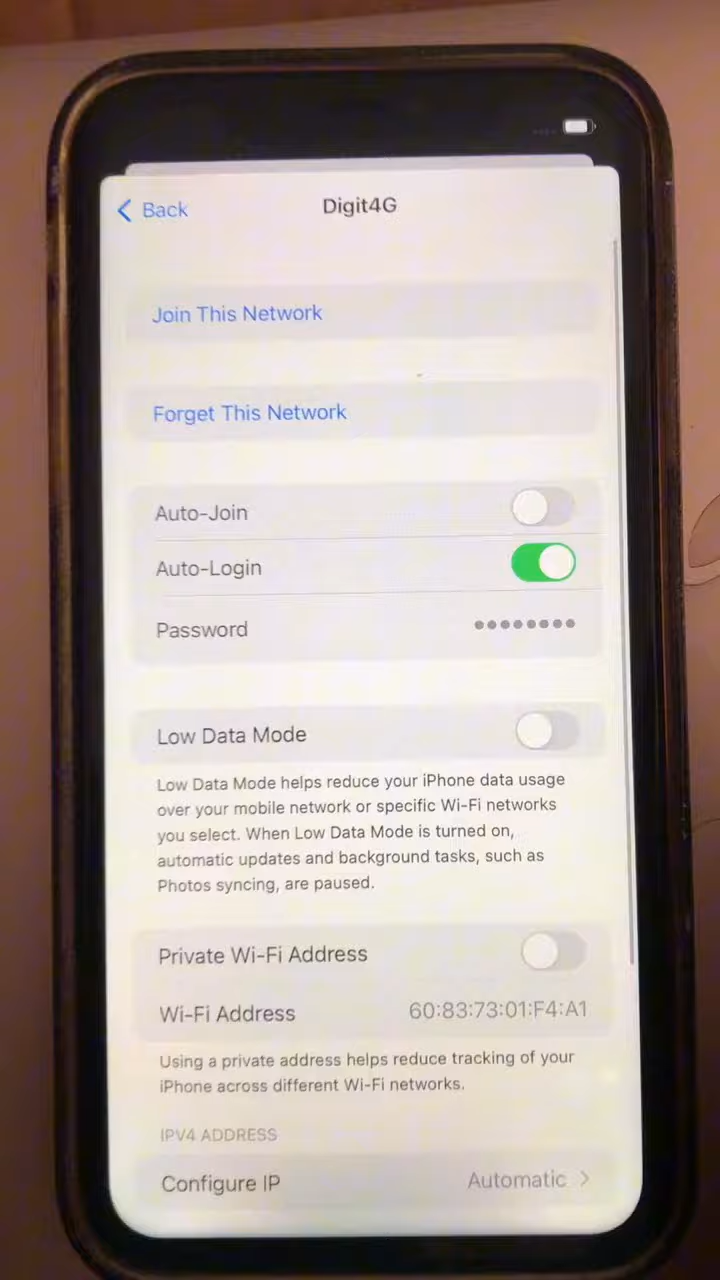 Back
Digit4G
Join This Network
Forget This Network
Auto-Join
Auto-Login
Password ••••••••
Low Data Mode
Low Data Mode helps reduce your iPhone data usage
over your mobile network or specific Wi-Fi networks
you select. When Low Data Mode is turned on,
automatic updates and background tasks, such as
Photos syncing, are paused.
Private Wi-Fi Address
Wi-Fi Address 60:83:73:01:F4:A1
Using a private address helps reduce tracking of your
iPhone across different Wi-Fi networks.
IPV4 ADDRESS
Configure IP Automatic